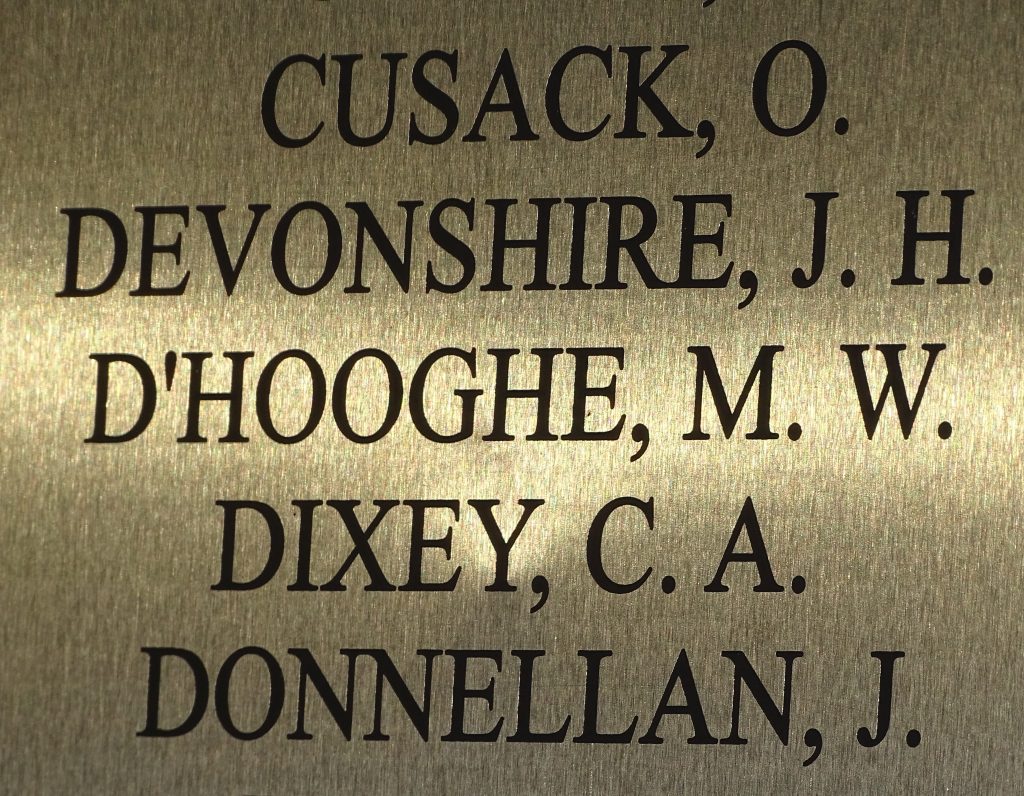 CUSACK, O.
DEVONSHIRE, J. H.
D'HOOGHE, M. W.
DIXEY, C. A.
DONNELLAN, J.